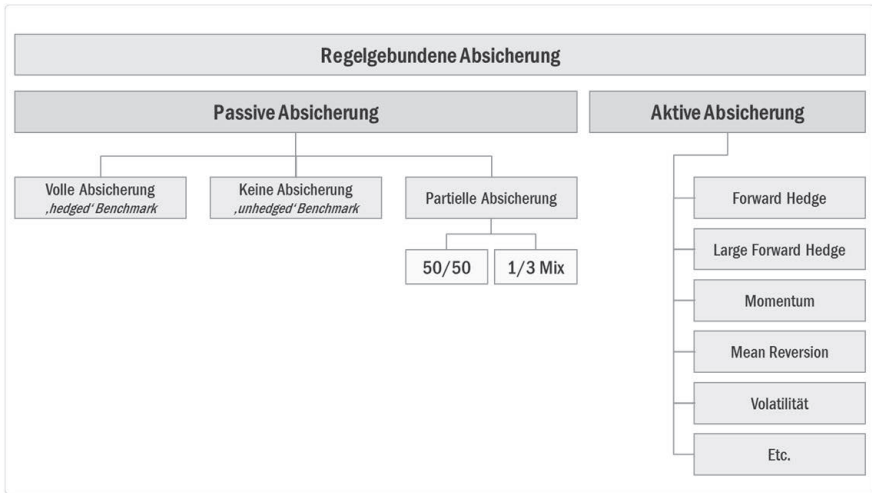 Regelgebundene Absicherung
Passive Absicherung
Aktive Absicherung
Volle Absicherung
‚hedged‘ Benchmark
Keine Absicherung
‚unhedged‘ Benchmark
Partielle Absicherung
50/50
1/3 Mix
Forward Hedge
Large Forward Hedge
Momentum
Mean Reversion
Volatilität
Etc.